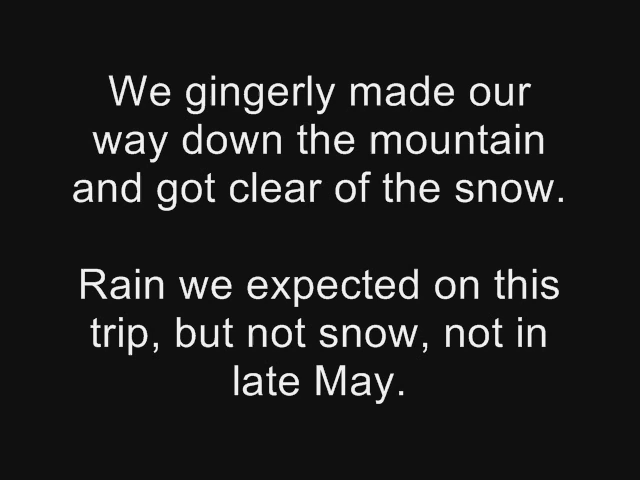 We gingerly made our
way down the mountain
and got clear of the snow.
Rain we expected on this
trip, but not snow, not in
late May.